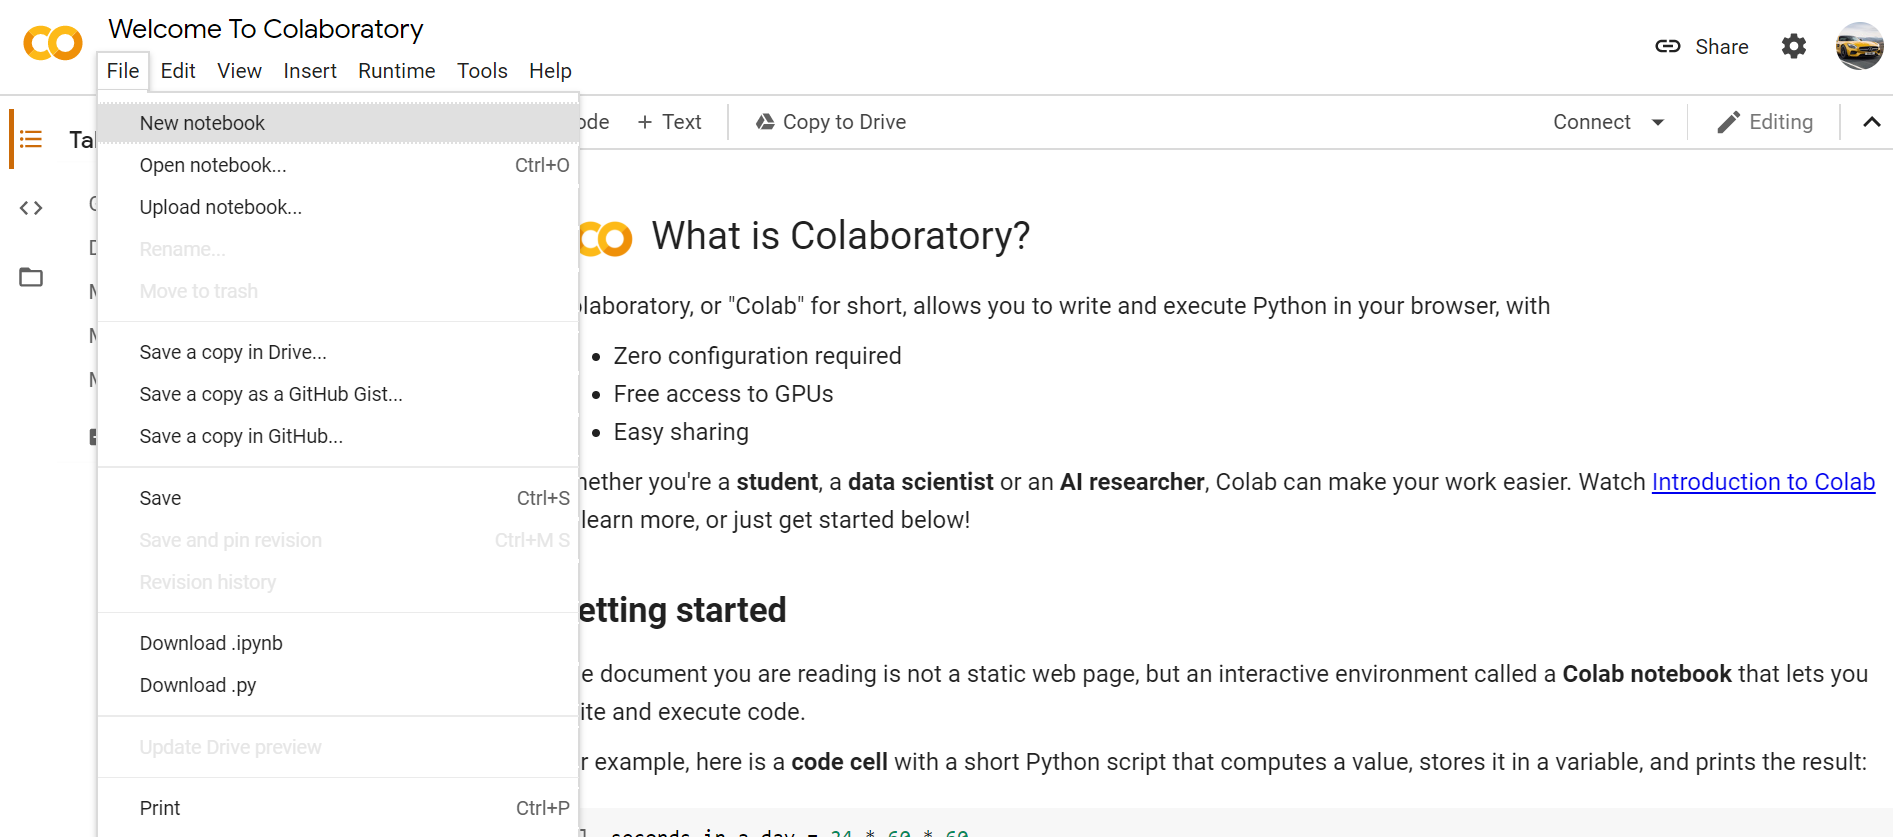 Welcome To Colaboratory
File Edit View Insert Runtime Tools Help
Share
New notebook
Open notebook... Ctrl+O
Upload notebook...
Rename...
Move to trash
Save a copy in Drive...
Save a copy as a GitHub Gist...
Save a copy in GitHub...
Save Ctrl+S
Save and pin revision Ctrl+M S
Revision history
Download .ipynb
Download .py
Update Drive preview
Print Ctrl+P
+ Text Copy to Drive
Connect Editing
What is Colaboratory?
laboratory, or "Colab" for short, allows you to write and execute Python in your browser, with
• Zero configuration required
• Free access to GPUs
• Easy sharing
hether you're a student, a data scientist or an AI researcher, Colab can make your work easier. Watch Introduction to Colab
learn more, or just get started below!
etting started
e document you are reading is not a static web page, but an interactive environment called a Colab notebook that lets you
ite and execute code.
r example, here is a code cell with a short Python script that computes a value, stores it in a variable, and prints the result:
seconds_in_a_day = 24 * 60 * 60